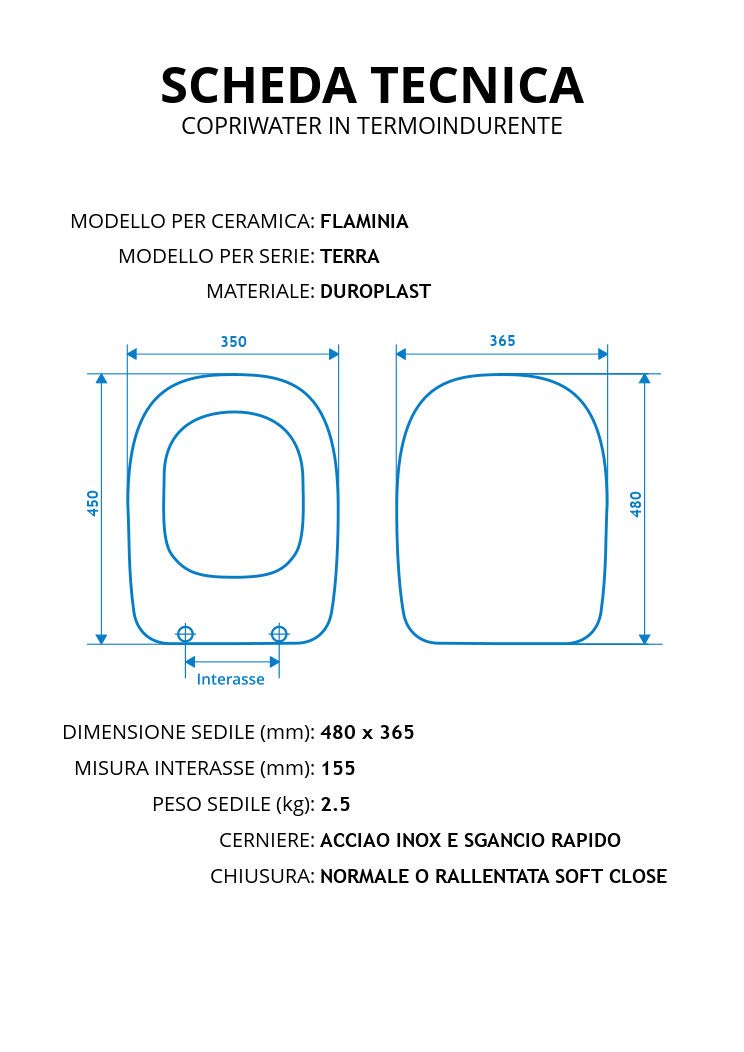 SCHEDA TECNICA
COPRIWATER IN TERMOINDURENTE
MODELLO PER CERAMICA: FLAMINIA
MODELLO PER SERIE: TERRA
MATERIALE: DUROPLAST
350
365
450
480
Interasse
DIMENSIONE SEDILE (mm): 480 x 365
MISURA INTERASSE (mm): 155
PESO SEDILE (kg): 2.5
CERNIERE: ACCIAO INOX E SGANCIO RAPIDO
CHIUSURA: NORMALE O RALLENTATA SOFT CLOSE